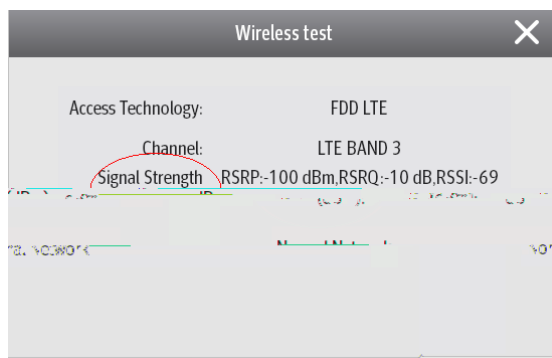 Wireless test
Access Technology: FDD LTE
Channel: LTE BAND 3
Signal Strength RSRP:-100 dBm,RSRQ:-10 dB,RSSI:-69